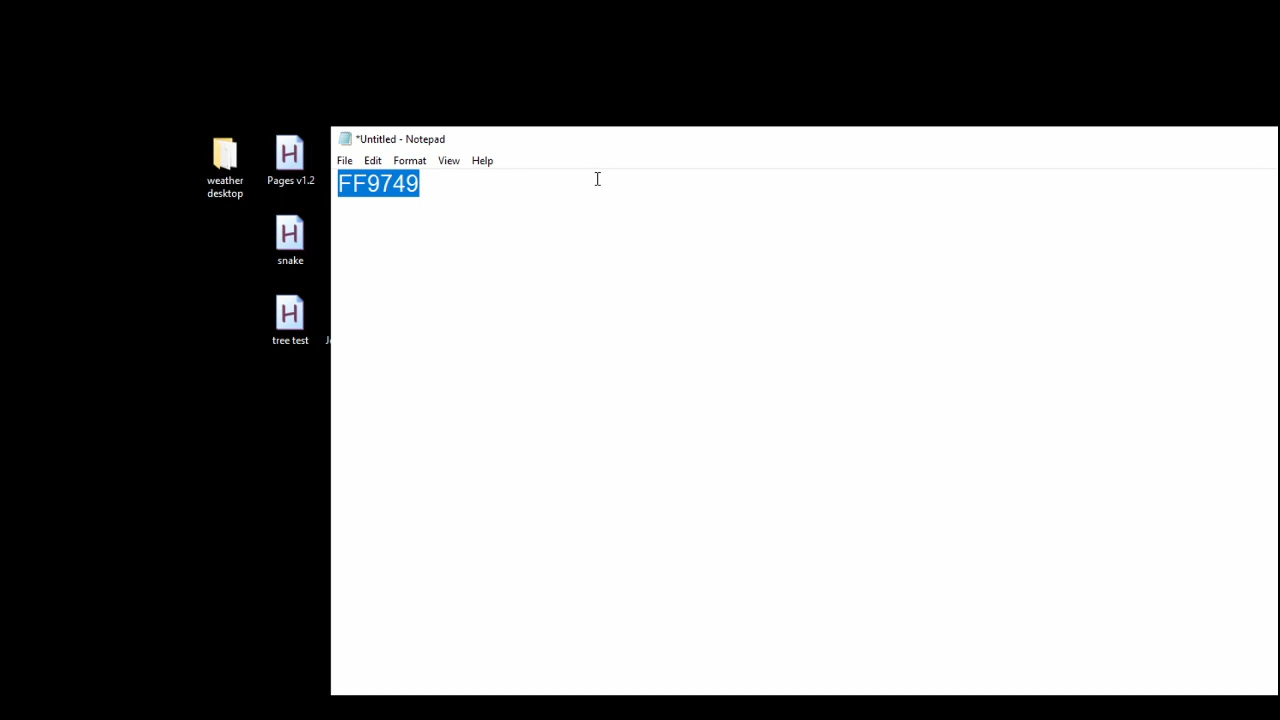 *Untitled - Notepad
File Edit Format View Help
FF9749
weather
desktop
Pages v1.2
snake
tree test